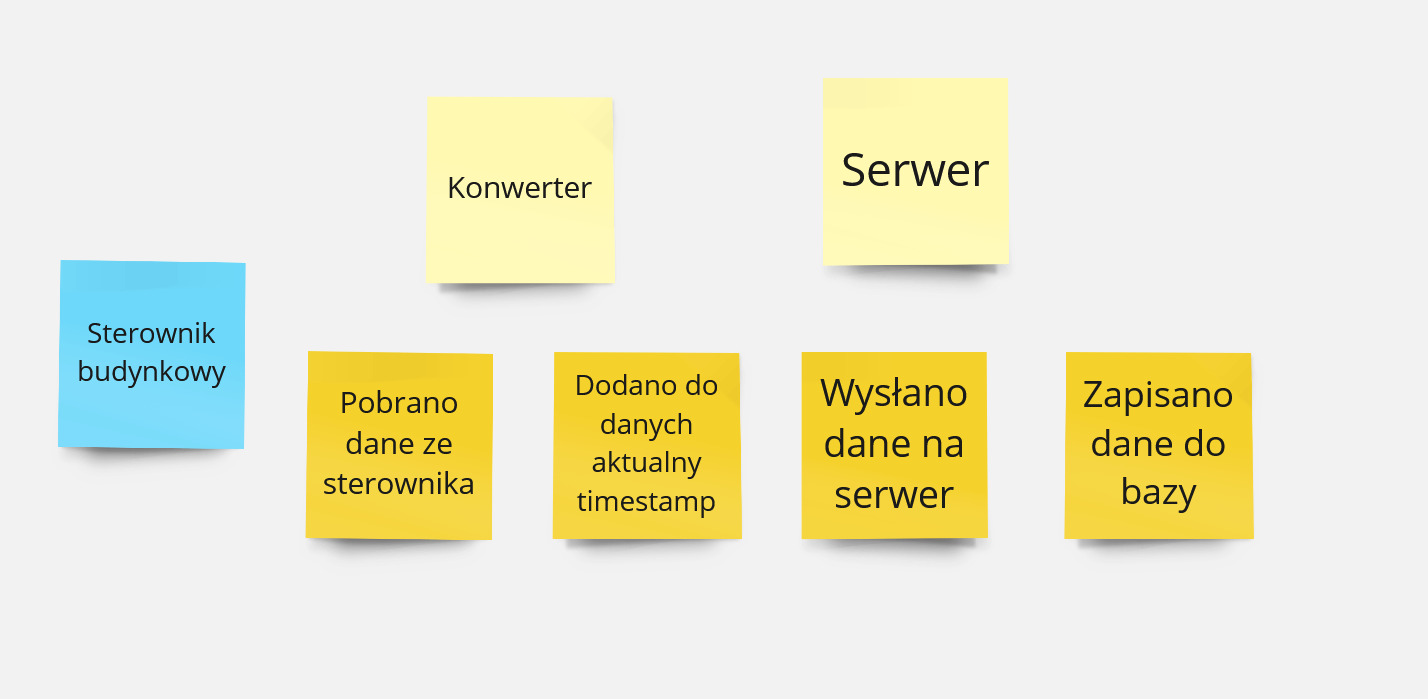 Konwerter
Serwer
Sterownik
budynkowy
Pobrano
dane ze
sterownika
Dodano do
danych
aktualny
timestamp
Wysłano
dane na
serwer
Zapisano
dane do
bazy